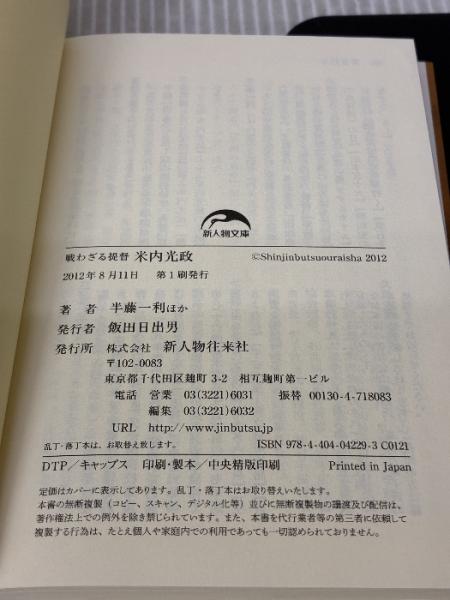 新人物文庫
戦わざる提督 米内光政 ©Shinjinbutsuouraisha 2012
2012年8月11日 第1刷発行
著者 半藤一利ほか
発行者 飯田日出男
発行所 株式会社 新人物往来社
〒102-0083
東京都千代田区麹町3-2 相互麹町第一ビル
電話 営業 03(3221)6031 振替 00130-4-718083
編集 03(3221)6032
URL http://www.jinbutsu.jp
乱丁・落丁本は、お取替え致します。 ISBN 978-4-404-04229-3 C0121
DTP/キャップス 印刷・製本/中央精版印刷 Printed in Japan
定価はカバーに表示してあります。乱丁・落丁本はお取り替えいたします。
本書の無断複製(コピー、スキャン、デジタル化等)並びに無断複製物の譲渡及び配信は、
著作権法上での例外を除き禁じられています。また、本書を代行業者等の第三者に依頼して
複製する行為は、たとえ個人や家庭内での利用であっても一切認められておりません。